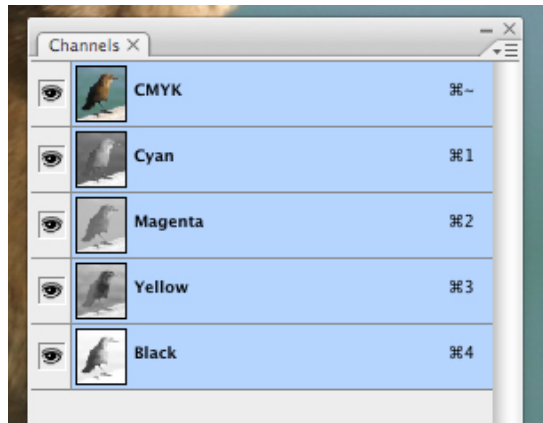 Channels
CMYK ⌘~
Cyan ⌘1
Magenta ⌘2
Yellow ⌘3
Black ⌘4